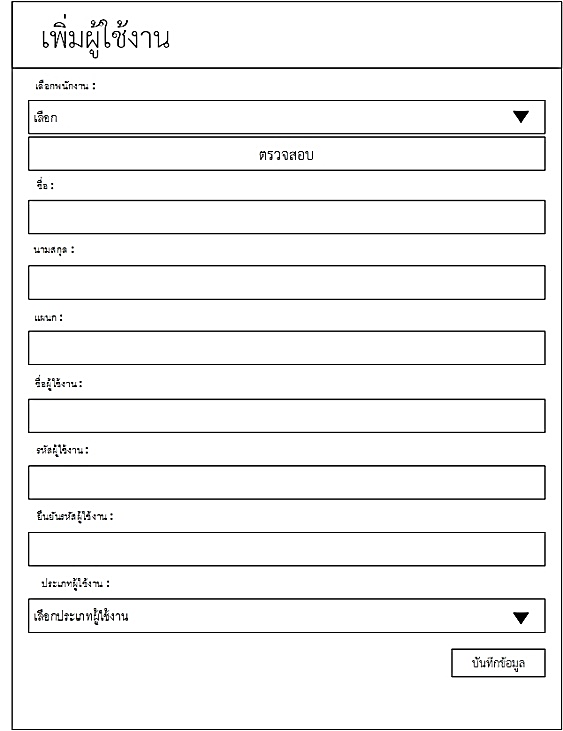 เพิ่มผู้ใช้งาน
เลือกพนักงาน :
เลือก
ตรวจสอบ
ชื่อ :
นามสกุล :
แผนก :
ชื่อผู้ใช้งาน :
รหัสผู้ใช้งาน :
ยืนยันรหัสผู้ใช้งาน :
ประเภทผู้ใช้งาน :
เลือกประเภทผู้ใช้งาน
บันทึกข้อมูล